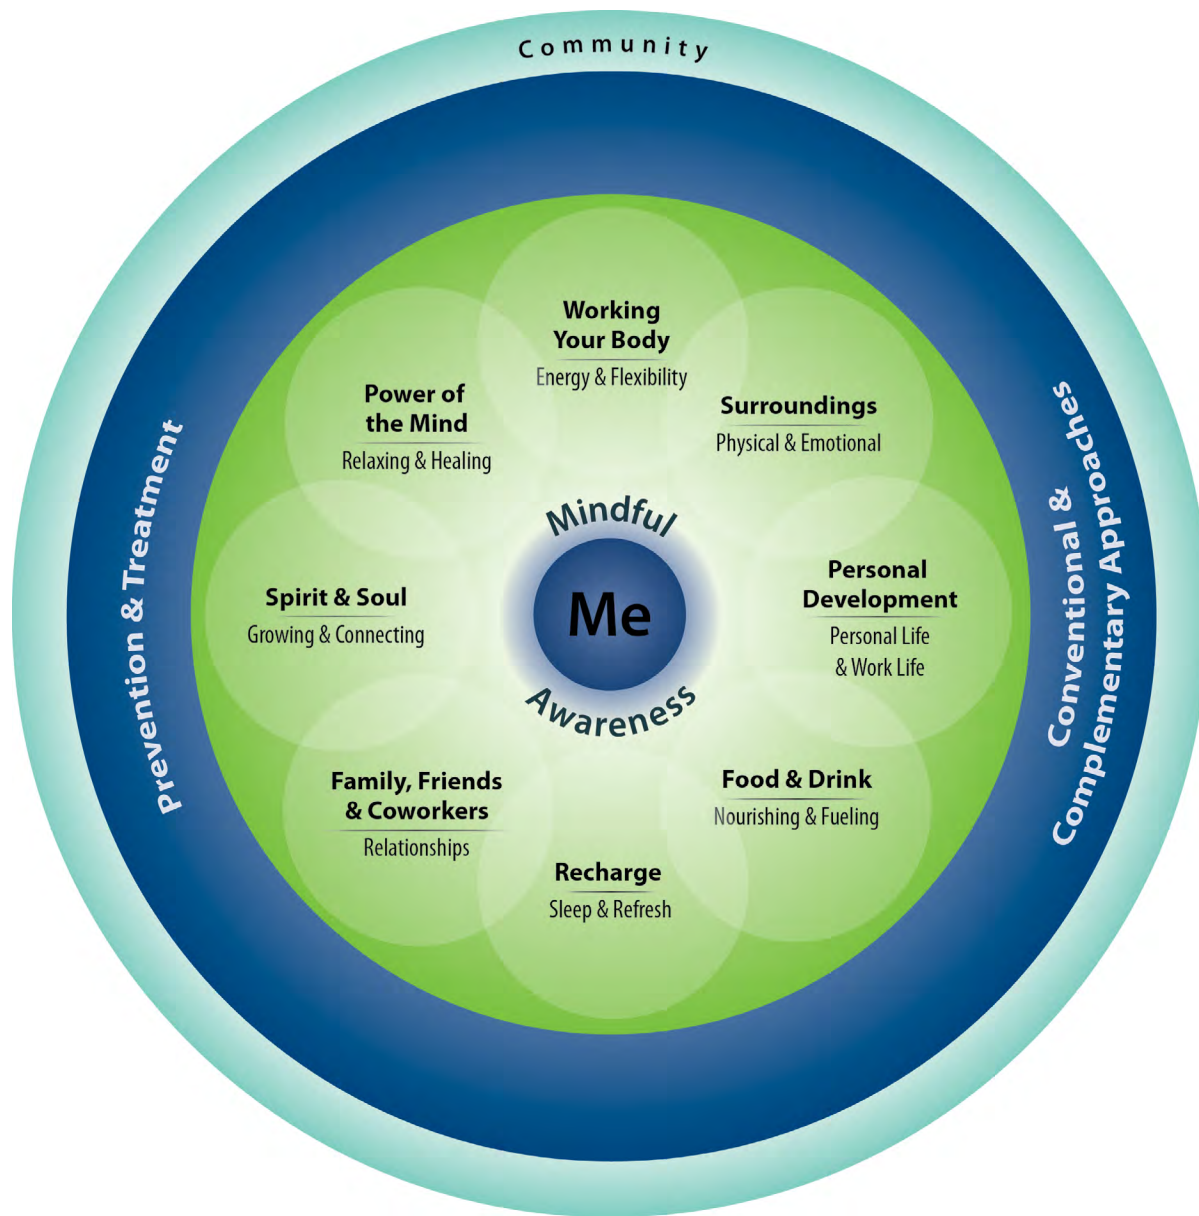 Community
Prevention & Treatment
Conventional &
Complementary Approaches
Working
Your Body
Energy & Flexibility
Surroundings
Physical & Emotional
Personal
Development
Personal Life
& Work Life
Food & Drink
Nourishing & Fueling
Recharge
Sleep & Refresh
Family, Friends
& Coworkers
Relationships
Spirit & Soul
Growing & Connecting
Power of
the Mind
Relaxing & Healing
Mindful
Me
Awareness